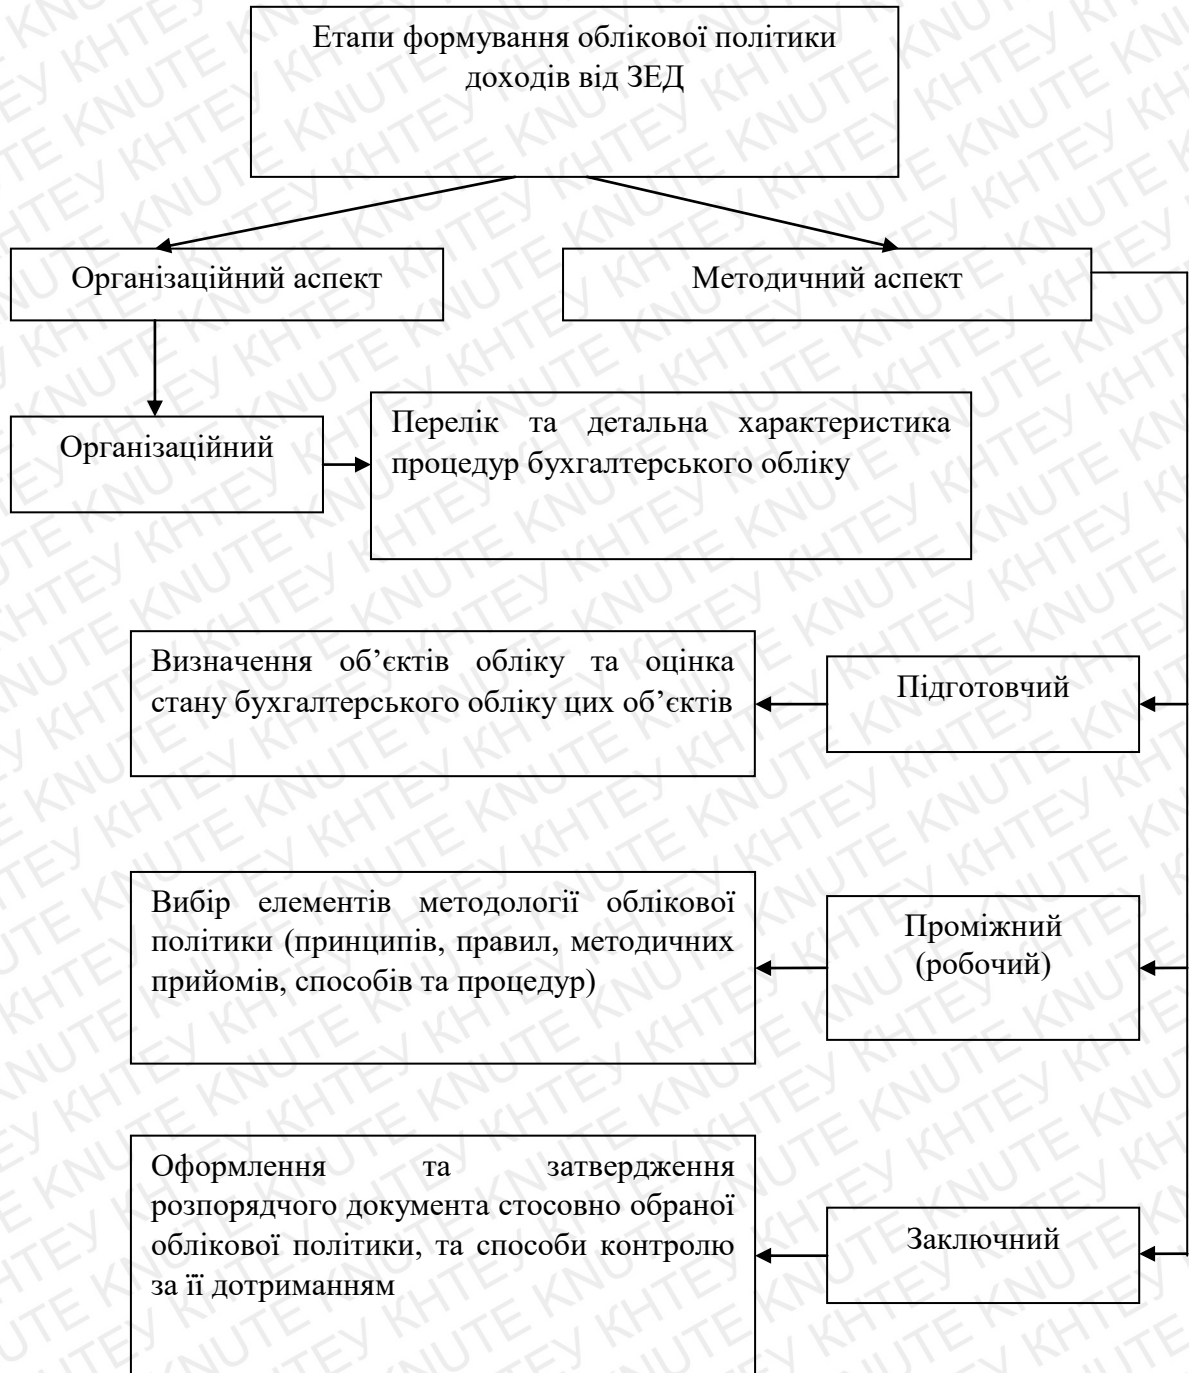 Етапи формування облікової політики
доходів від ЗЕД
Організаційний аспект
Методичний аспект
Організаційний
Перелік та детальна характеристика
процедур бухгалтерського обліку
Визначення об’єктів обліку та оцінка
стану бухгалтерського обліку цих об’єктів
Підготовчий
Вибір елементів методології облікової
політики (принципів, правил, методичних
прийомів, способів та процедур)
Проміжний
(робочий)
Оформлення та затвердження
розпорядчого документа стосовно обраної
облікової політики, та способи контролю
за її дотриманням
Заключний